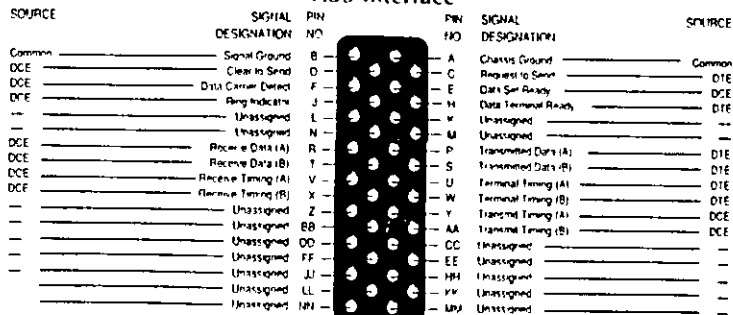 Interface
SOURCE SIGNAL DESIGNATION PIN NO PIN NO SIGNAL DESIGNATION SOURCE
Common Signal Ground B A Chassis Ground Common
DCE Clear to Send D C Request to Send DTE
DCE Data Carrier Detect F E Data Set Ready DCE
DCE Ring Indicator J H Data Terminal Ready DTE
— Unassigned L K Unassigned —
— Unassigned N M Unassigned —
DCE Receive Data (A) R P Transmitted Data (A) DTE
DCE Receive Data (B) T S Transmitted Data (B) DTE
DCE Receive Timing (A) V U Terminal Timing (A) DTE
DCE Receive Timing (B) X W Terminal Timing (B) DTE
— Unassigned Z Y Transmit Timing (A) DCE
— Unassigned BB AA Transmit Timing (B) DCE
— Unassigned DD CC Unassigned —
— Unassigned FF EE Unassigned —
— Unassigned JJ HH Unassigned —
Unassigned LL KK Unassigned —
Unassigned NN MM Unassigned —